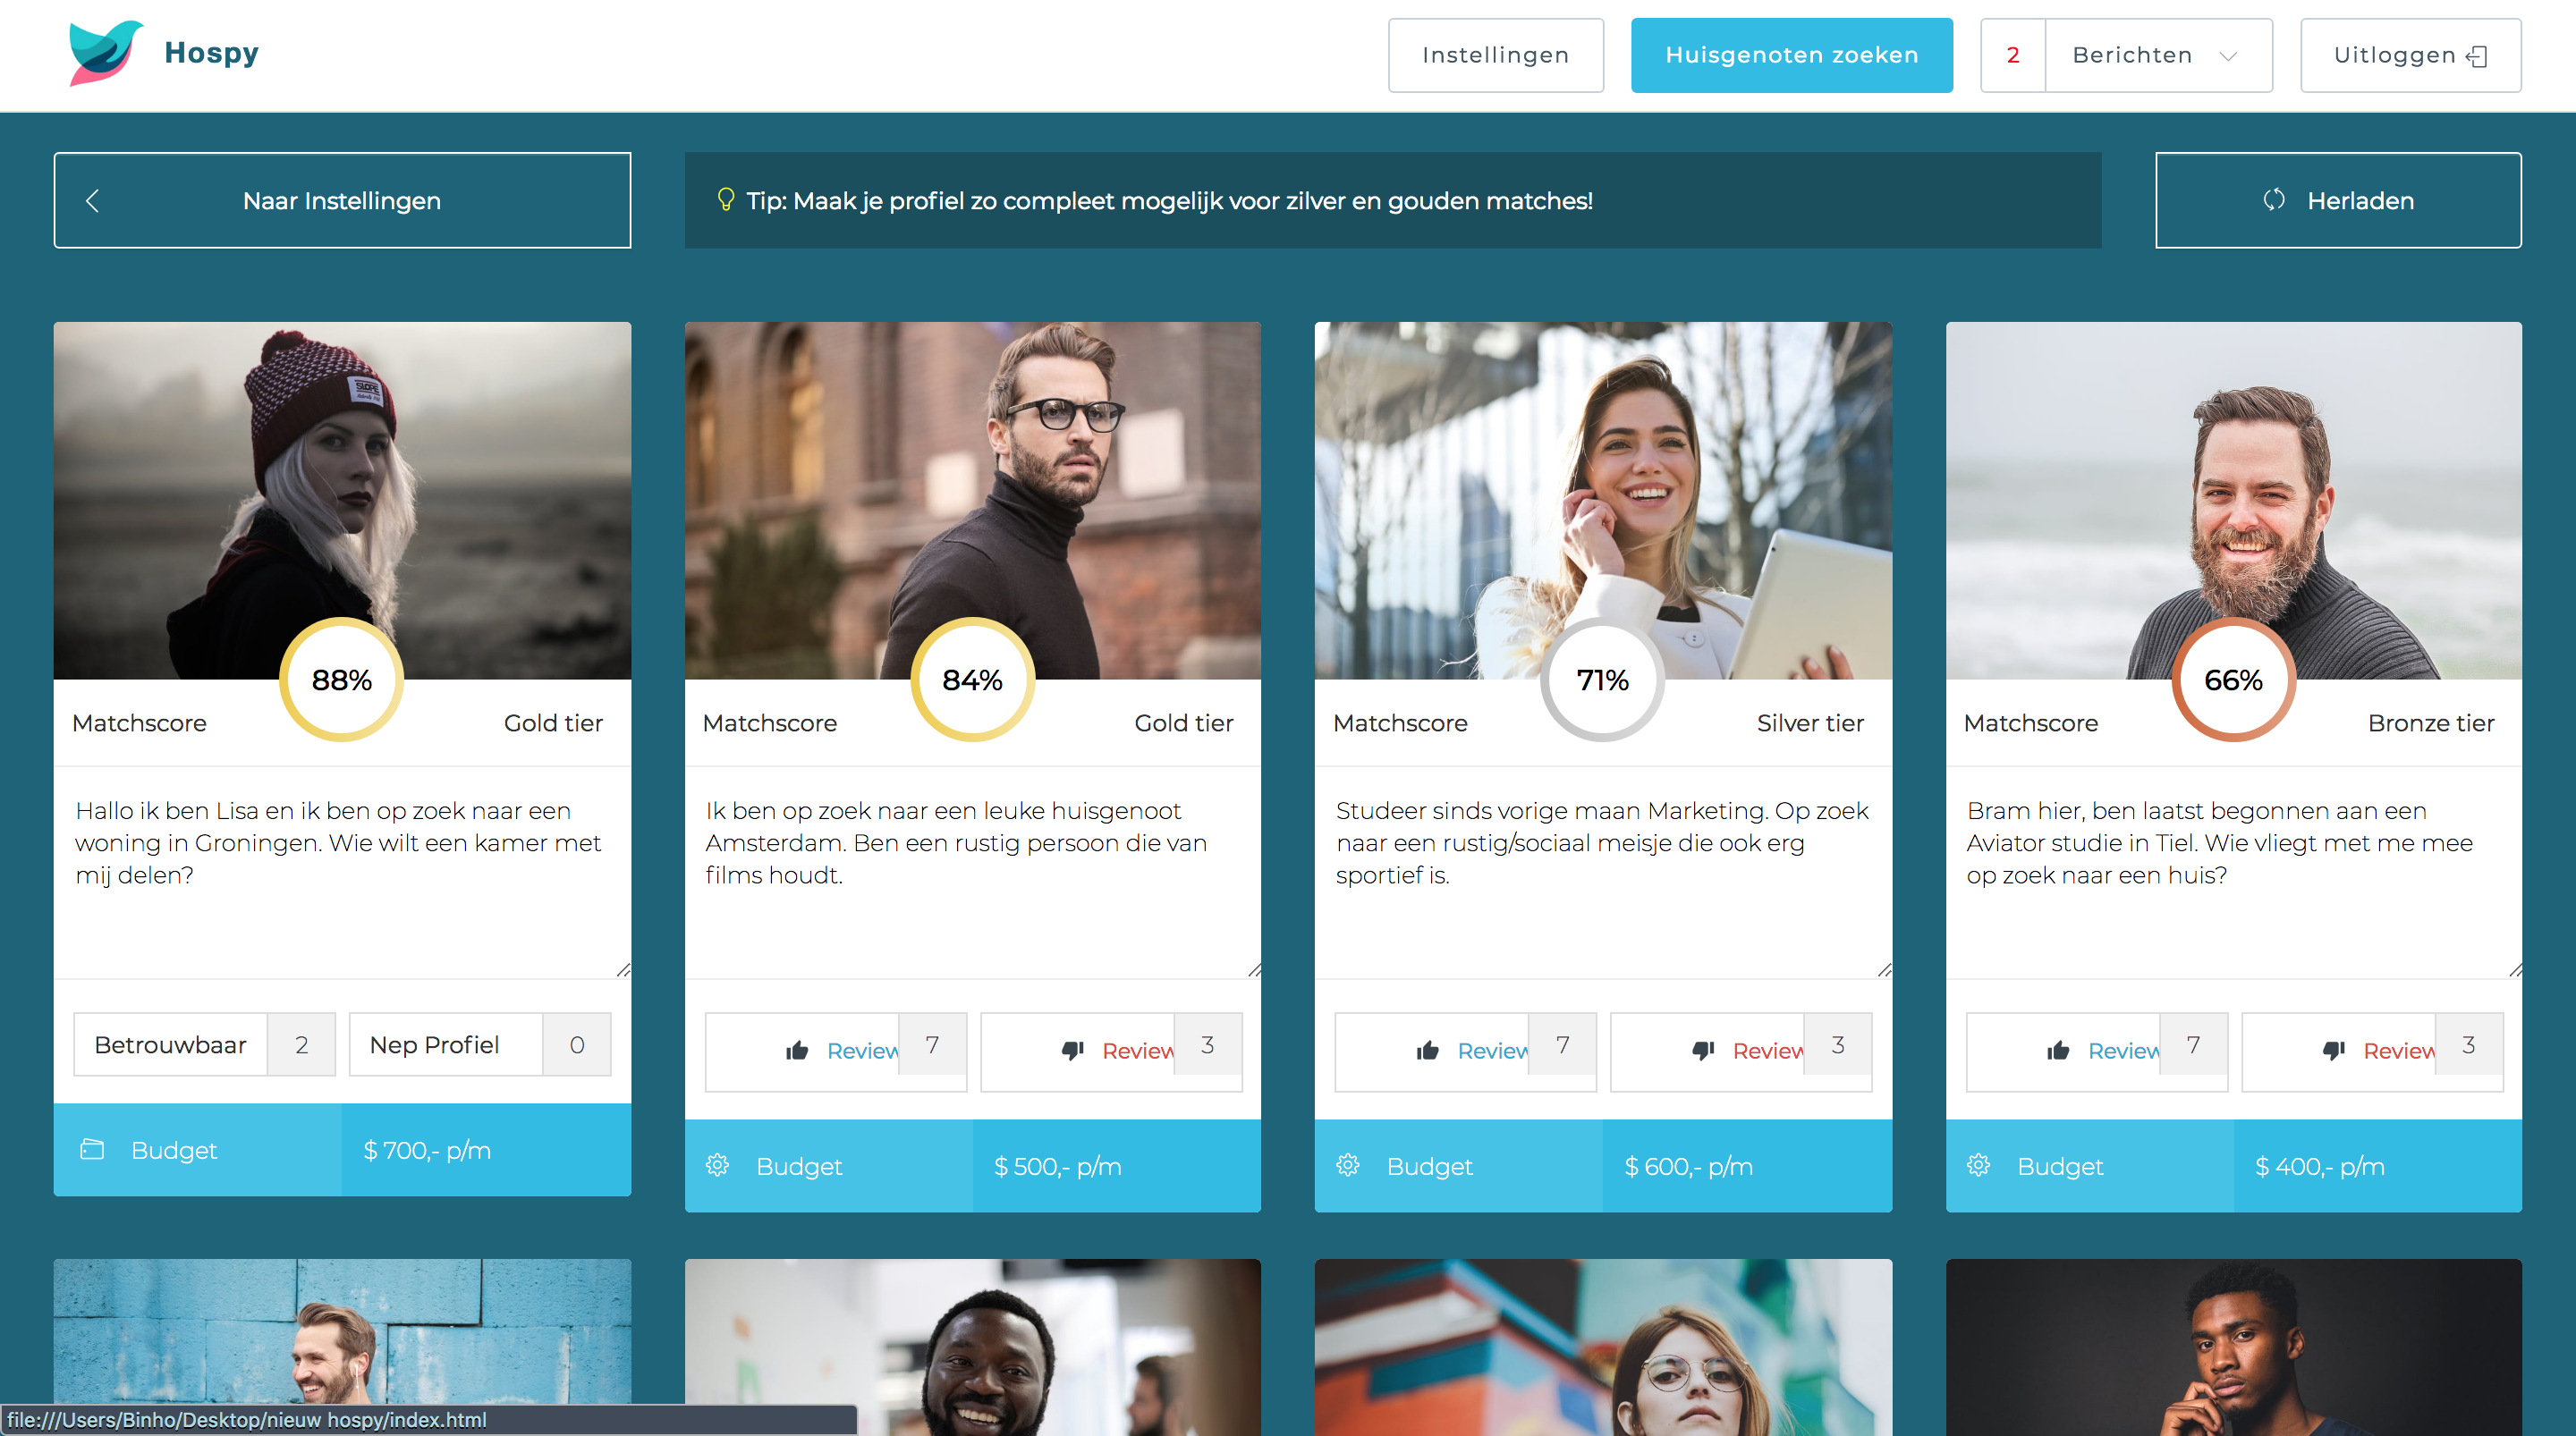 Hospy
Instellingen
Huisgenoten zoeken
2
Berichten
Uitloggen
Naar Instellingen
Tip: Maak je profiel zo compleet mogelijk voor zilver en gouden matches!
Herladen
SLOPE
88%
Matchscore
Gold tier
Hallo ik ben Lisa en ik ben op zoek naar een
woning in Groningen. Wie wilt een kamer met
mij delen?
Betrouwbaar
2
Nep Profiel
0
Budget
$ 700,- p/m
84%
Matchscore
Gold tier
Ik ben op zoek naar een leuke huisgenoot
Amsterdam. Ben een rustig persoon die van
films houdt.
Review
7
Review
3
Budget
$ 500,- p/m
71%
Matchscore
Silver tier
Studeer sinds vorige maan Marketing. Op zoek
naar een rustig/sociaal meisje die ook erg
sportief is.
Review
7
Review
3
Budget
$ 600,- p/m
66%
Matchscore
Bronze tier
Bram hier, ben laatst begonnen aan een
Aviator studie in Tiel. Wie vliegt met me mee
op zoek naar een huis?
Review
7
Review
3
Budget
$ 400,- p/m
file:///Users/Binho/Desktop/nieuw hospy/index.html